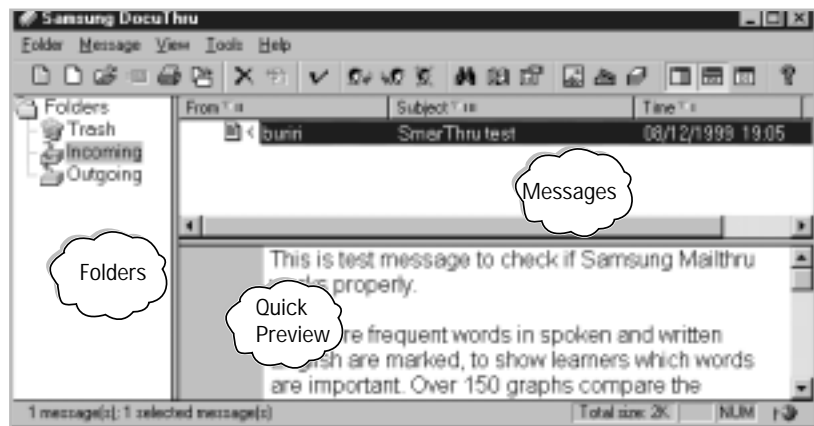 Samsung DocuThru
Folder Message View Tools Help
Folders
Trash
Incoming
Outgoing
From Subject Time
buriri SmarThru test 08/12/1999 19:05
Messages
Folders
Quick
Preview
This is test message to check if Samsung Mailthru
properly.
re frequent words in spoken and written
are marked, to show learners which words
are important. Over 150 graphs compare the
1 message(s); 1 selected message(s) Total size: 2K NUM